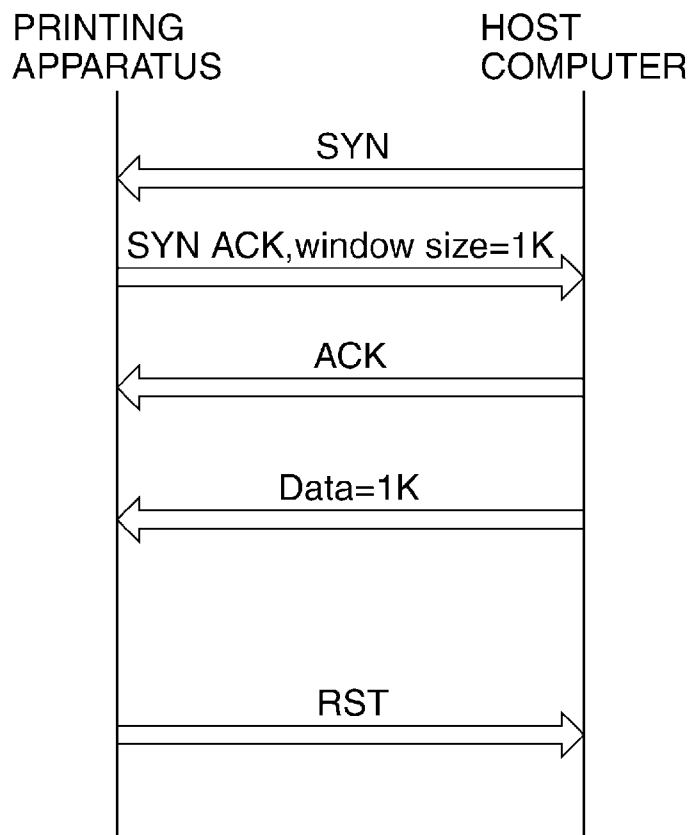 PRINTING
APPARATUS
HOST
COMPUTER
SYN
SYN ACK,window size=1K
ACK
Data=1K
RST